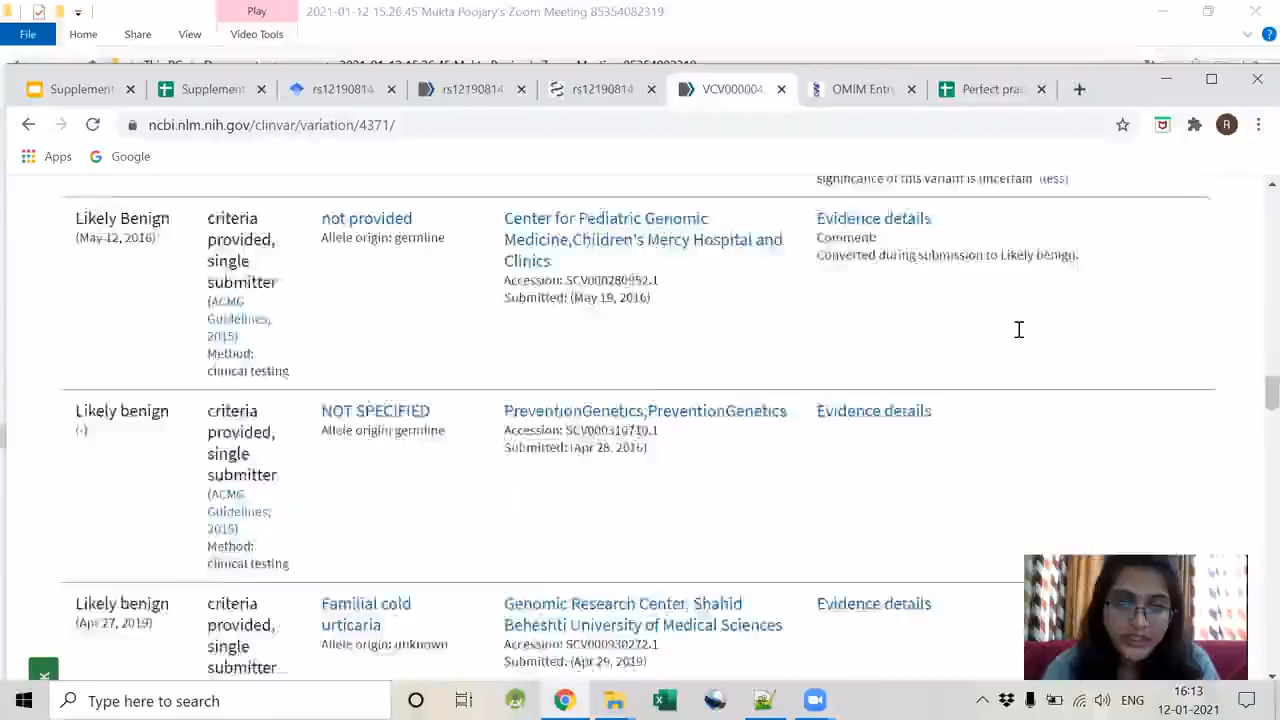 Play
2021-01-12 15.26.45 Mukta Poojary's Zoom Meeting 85354082319
File
Home
Share
View
Video Tools
Supplement
Supplement
rs12190814
rs12190814
rs12190814
VCV000004
OMIM Entry
Perfect prac
ncbi.nlm.nih.gov/clinvar/variation/4371/
R
Apps
Google
significance of this variant is uncertain (less)
Likely Benign
(May 12, 2016)
criteria
provided,
single
submitter
(ACMG
Guidelines,
2015)
Method:
clinical testing
not provided
Allele origin: germline
Center for Pediatric Genomic
Medicine,Children's Mercy Hospital and
Clinics
Accession: SCV000280952.1
Submitted: (May 19, 2016)
Evidence details
Comment:
Converted during submission to Likely benign.
Likely benign
(-)
criteria
provided,
single
submitter
(ACMG
Guidelines,
2015)
Method:
clinical testing
NOT SPECIFIED
Allele origin: germline
PreventionGenetics,PreventionGenetics
Accession: SCV000310710.1
Submitted: (Apr 28, 2016)
Evidence details
Likely benign
(Apr 27, 2019)
criteria
provided,
single
submitter
Familial cold
urticaria
Allele origin: unknown
Genomic Research Center, Shahid
Beheshti University of Medical Sciences
Accession: SCV000930272.1
Submitted: (Apr 29, 2019)
Evidence details
Type here to search
ENG
16:13
12-01-2021